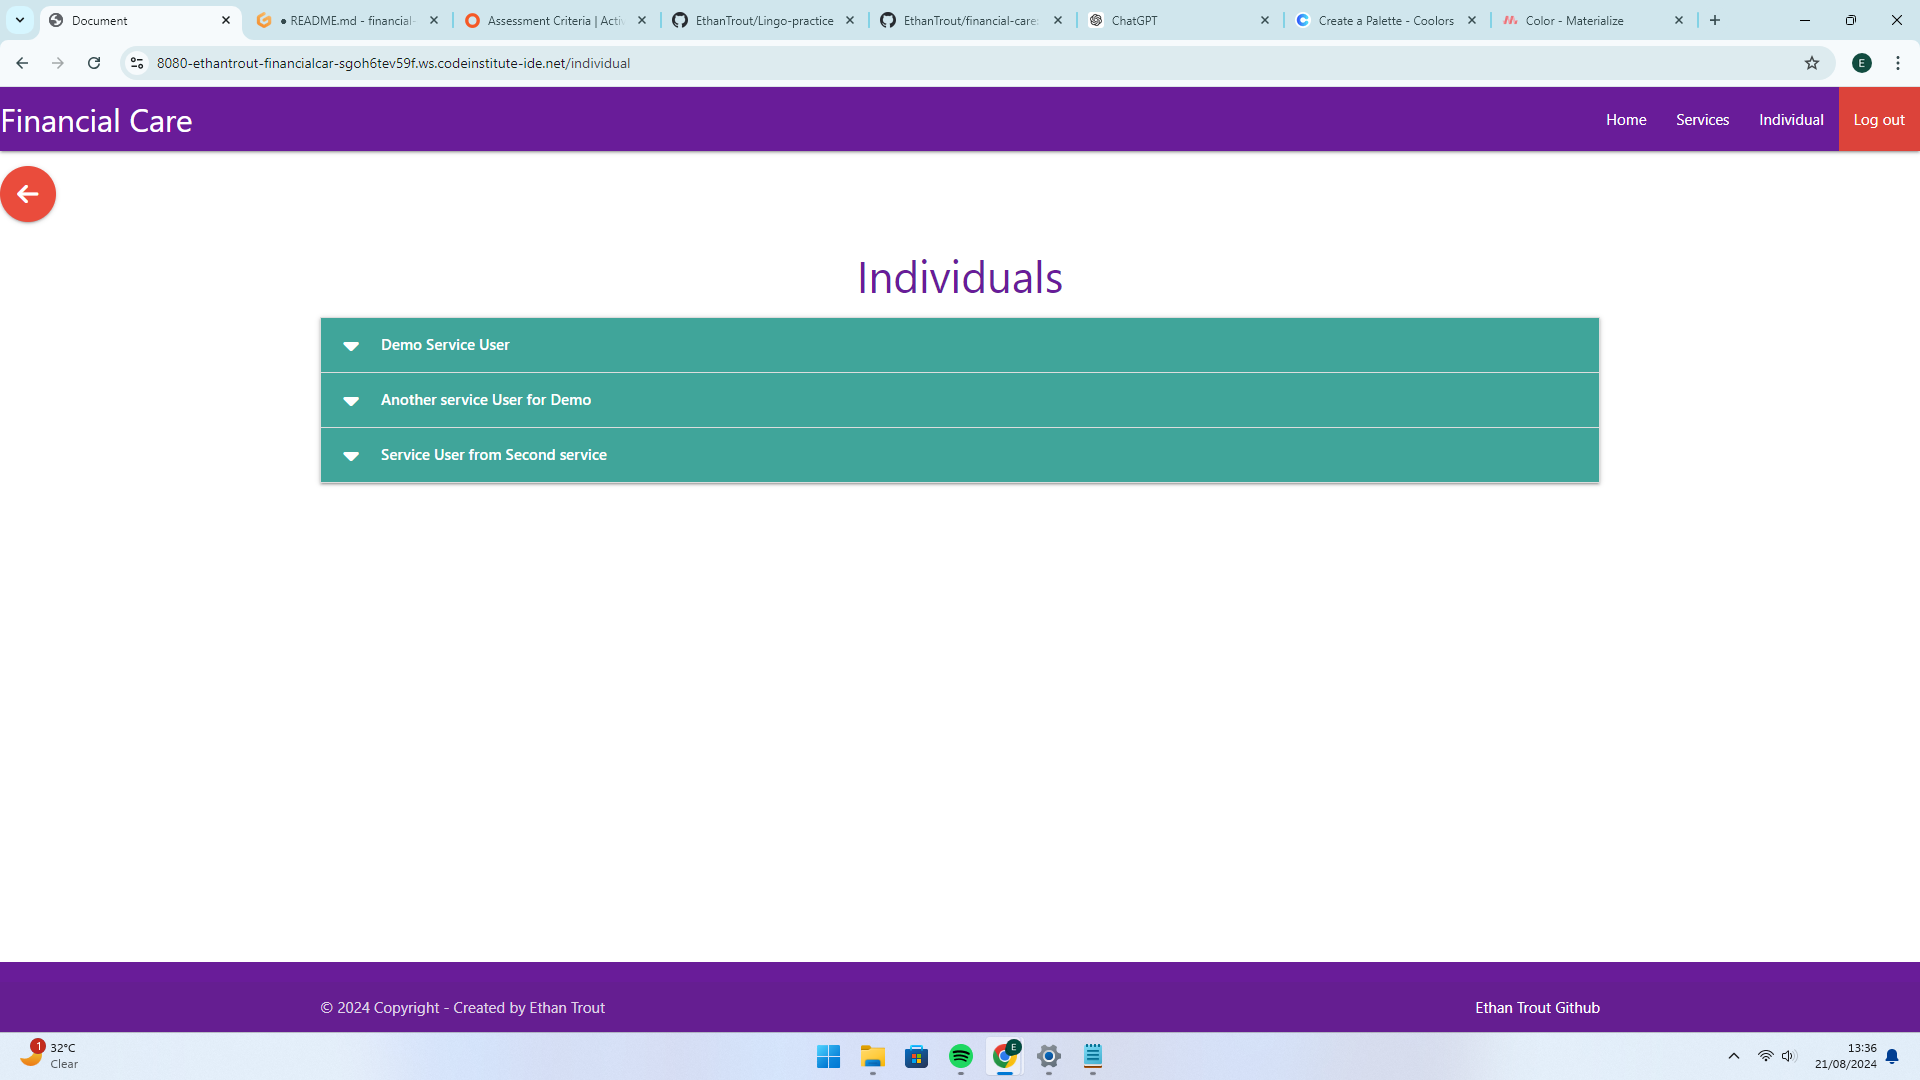 Document
● README.md - financial-
Assessment Criteria | Activ
EthanTrout/Lingo-practice
EthanTrout/financial-care:
ChatGPT
Create a Palette - Coolors
Color - Materialize
8080-ethantrout-financialcar-sgoh6tev59f.ws.codeinstitute-ide.net/individual
E
Financial Care
Home
Services
Individual
Log out
Individuals
Demo Service User
Another service User for Demo
Service User from Second service
© 2024 Copyright - Created by Ethan Trout
Ethan Trout Github
1
32°C
Clear
E
13:36
21/08/2024